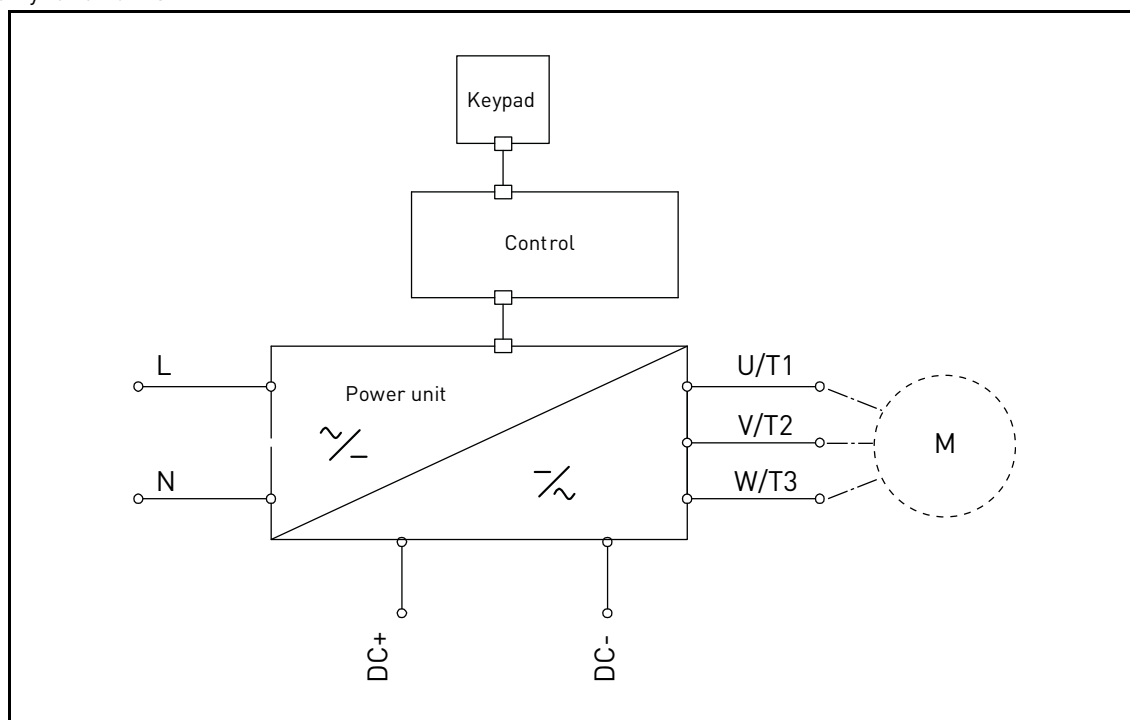 Keypad
Control
L
Power unit
N
U/T1
V/T2
W/T3
M
DC+
DC-